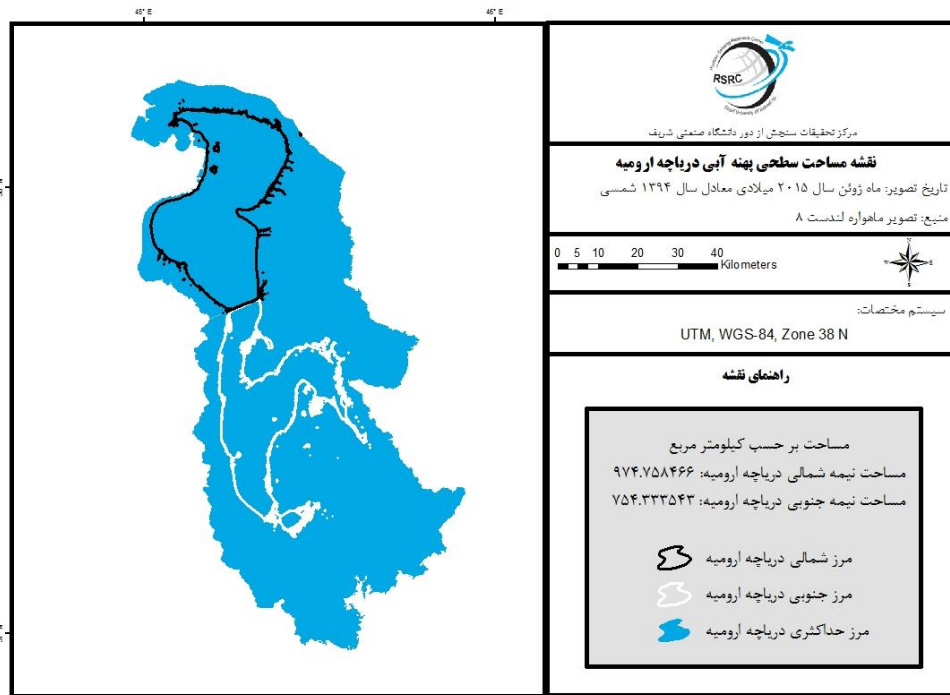 45° E
46° E
RSRC
مرکز تحقیقات سنجش از دور دانشگاه صنعتی شریف
نقشه مساحت سطحی پهنه آبی دریاچه ارومیه
تاریخ تصویر: ماه ژوئن سال ۲۰۱۵ میلادی معادل سال ۱۳۹۴ شمسی
منبع: تصویر ماهواره لندست ۸
0 5 10 20 30 40
Kilometers
سیستم مختصات:
UTM, WGS-84, Zone 38 N
راهنمای نقشه
مساحت بر حسب کیلومتر مربع
مساحت نیمه شمالی دریاچه ارومیه: ۹۷۴.۷۵۸۴۶۶
مساحت نیمه جنوبی دریاچه ارومیه: ۷۵۴.۳۳۳۵۴۳
مرز شمالی دریاچه ارومیه
مرز جنوبی دریاچه ارومیه
مرز حداکثری دریاچه ارومیه